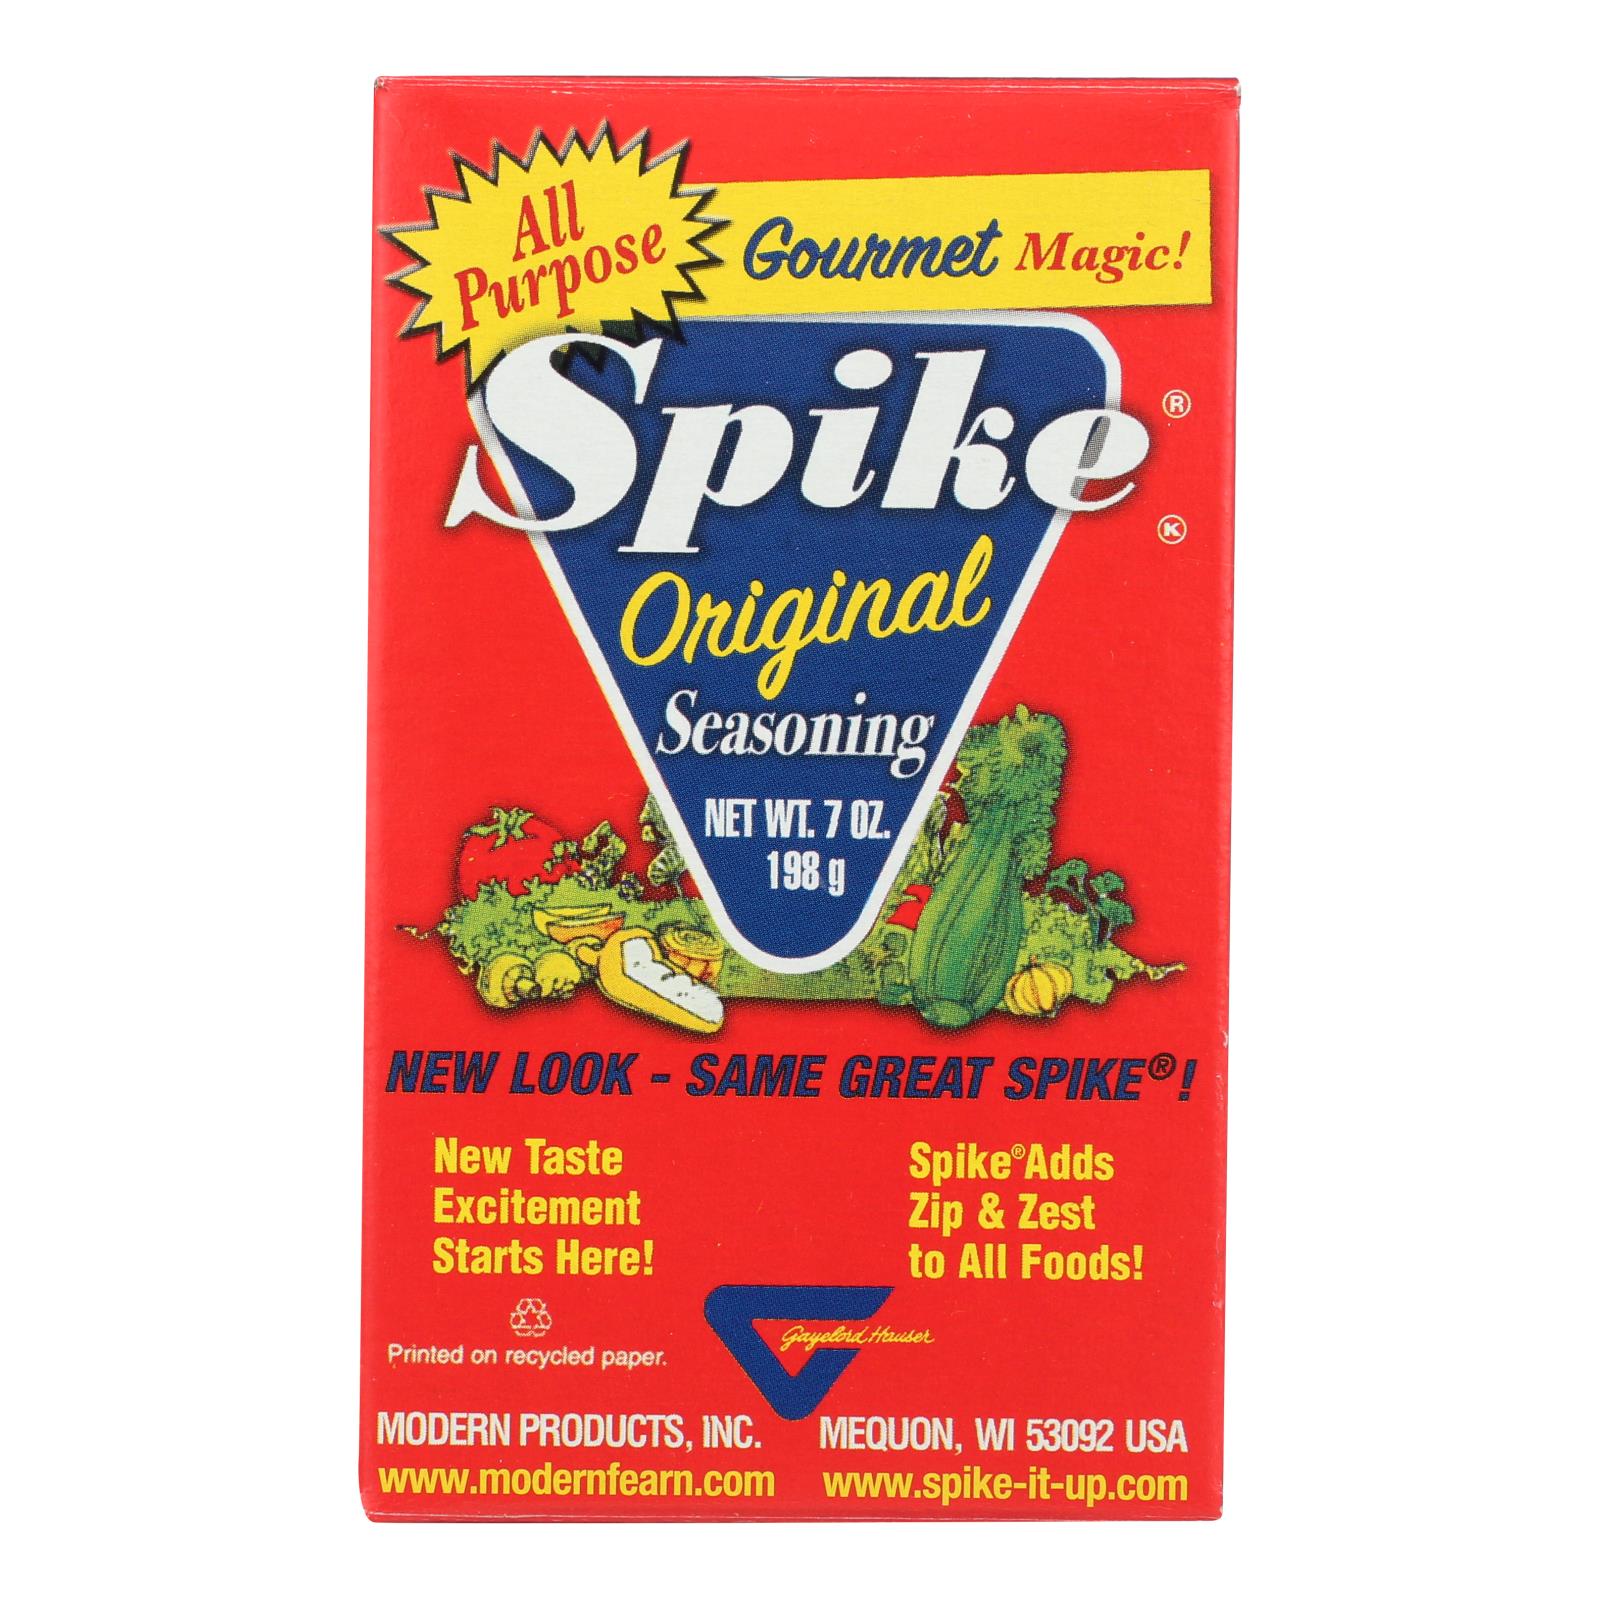 All
Purpose
Gourmet Magic!
Spike®
K
Original
Seasoning
NET WT. 7 OZ.
198 g
NEW LOOK - SAME GREAT SPIKE®!
New Taste
Excitement
Starts Here!
Spike® Adds
Zip & Zest
to All Foods!
Gayelord Hauser
Printed on recycled paper.
MODERN PRODUCTS, INC. MEQUON, WI 53092 USA
www.modernfearn.com www.spike-it-up.com